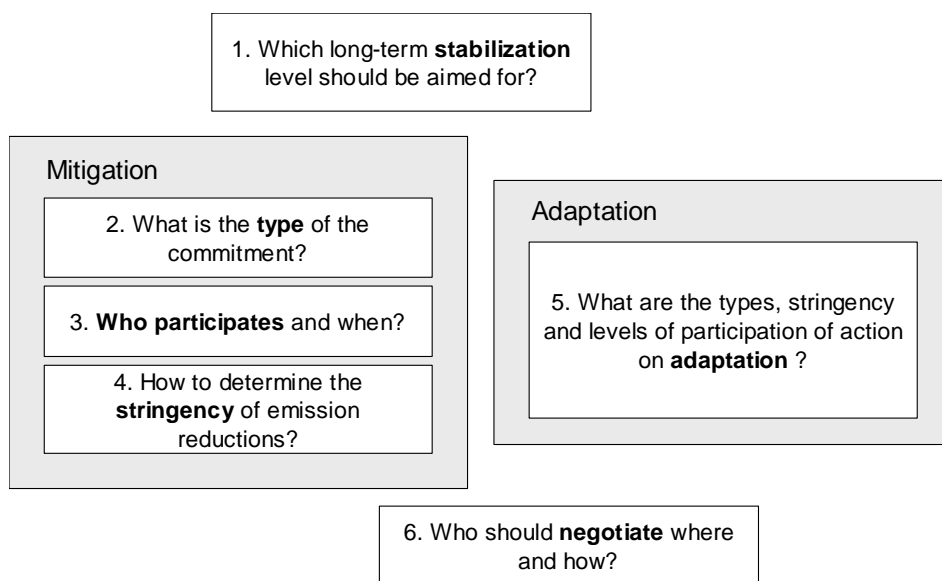 1. Which long-term stabilization
level should be aimed for?
Mitigation
2. What is the type of the
commitment?
3. Who participates and when?
4. How to determine the
stringency of emission
reductions?
Adaptation
5. What are the types, stringency
and levels of participation of action
on adaptation ?
6. Who should negotiate where
and how?